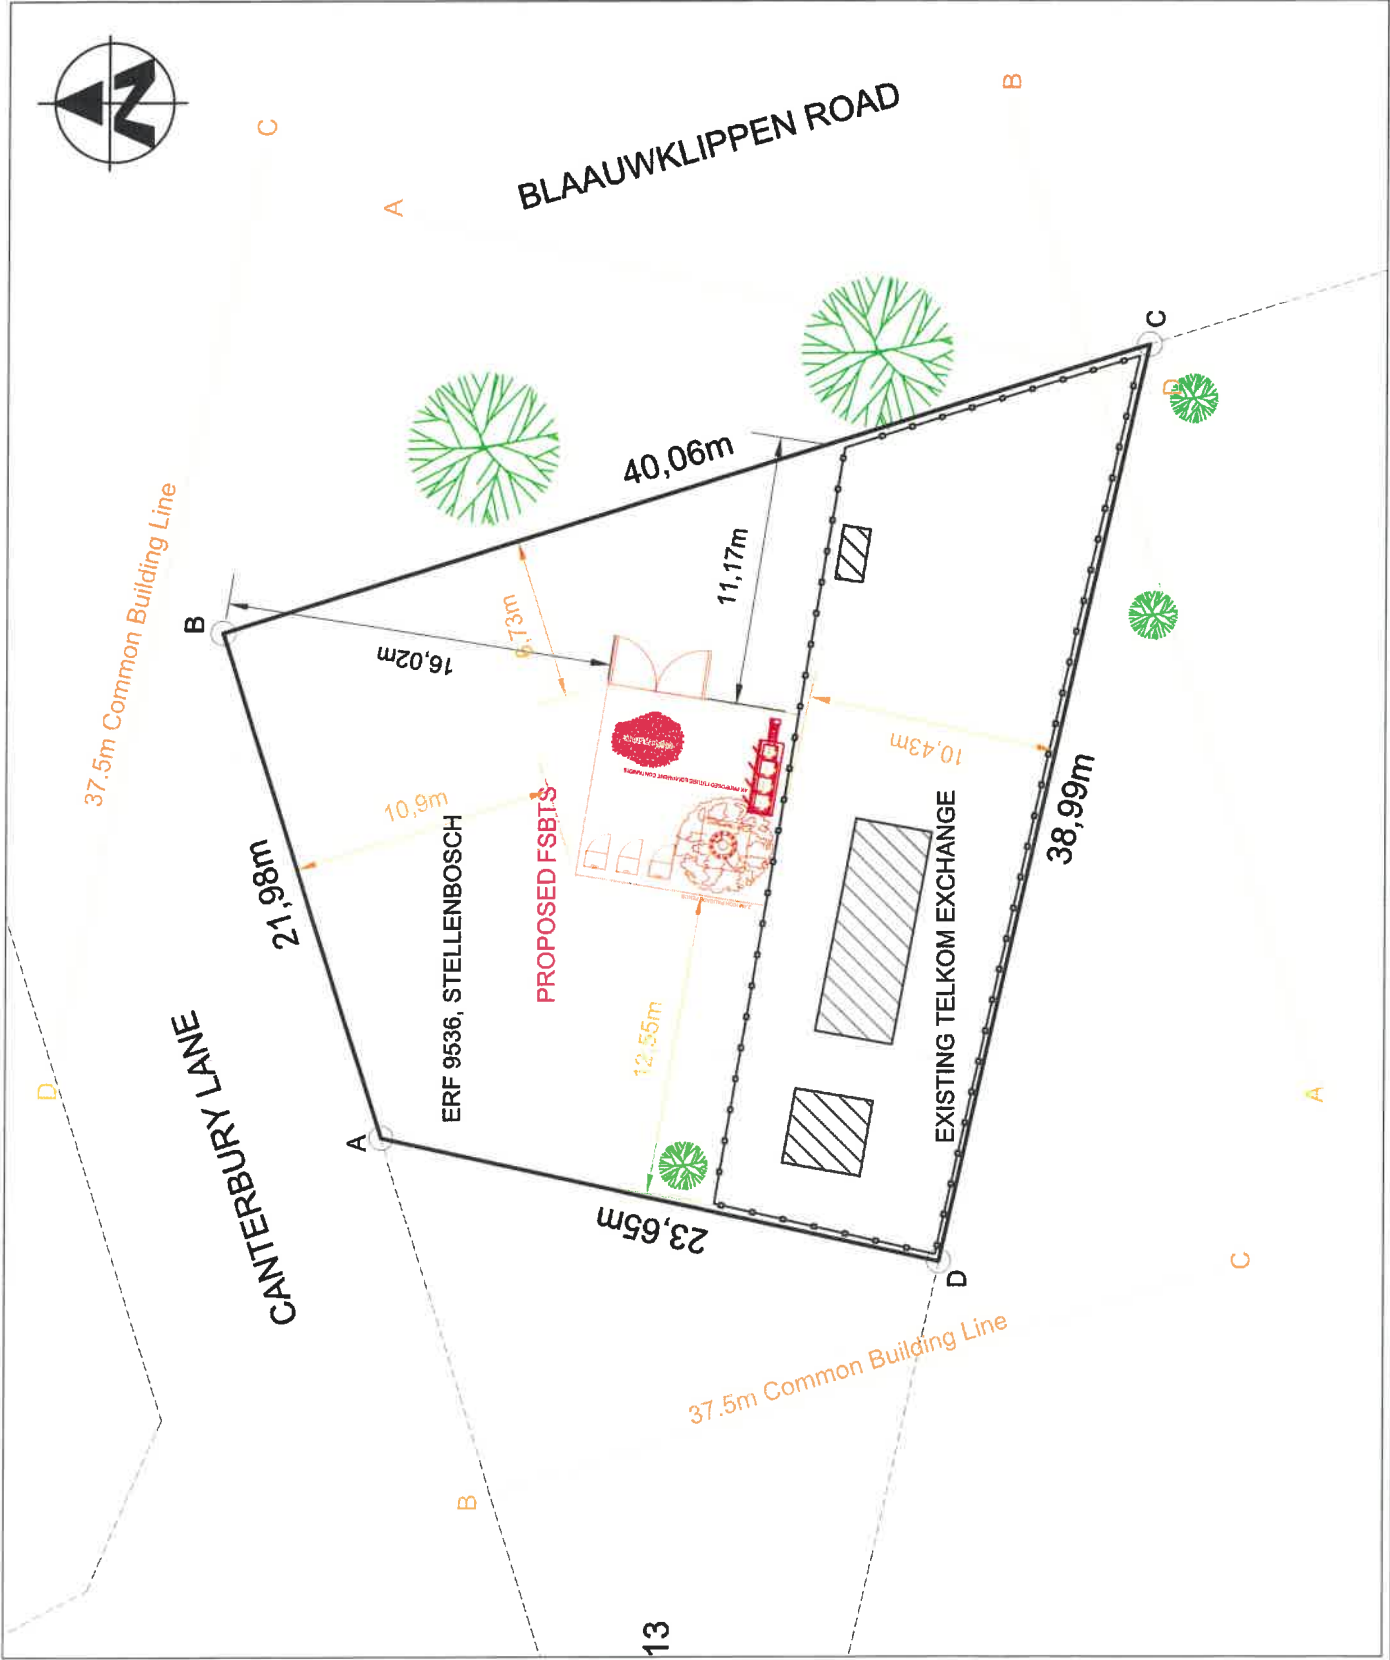 N
C
B
A
BLAAUWKLIPPEN ROAD
37.5m Common Building Line
B
40,06m
C
D
11,17m
6,73m
16,02m
10,9m
21,98m
10,43m
38,99m
ERF 9536, STELLENBOSCH
PROPOSED FSBTS
EXISTING TELKOM EXCHANGE
12,55m
D
CANTERBURY LANE
A
23,65m
A
D
C
37.5m Common Building Line
B
13